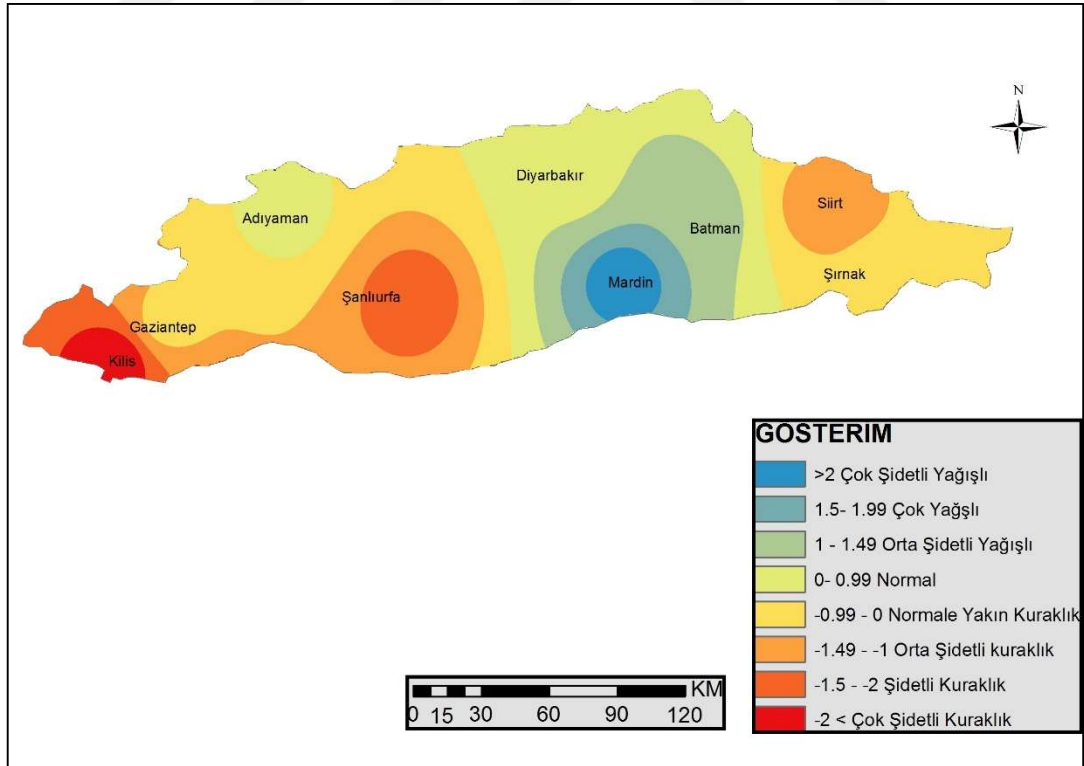 N
Diyarbakır
Adıyaman
Siirt
Batman
Şırnak
Mardin
Şanlıurfa
Gaziantep
Kilis
GÖSTERİM
>2 Çok Şidetli Yağışlı
1.5- 1.99 Çok Yağşlı
1 - 1.49 Orta Şidetli Yağışlı
0- 0.99 Normal
-0.99 - 0 Normale Yakın Kuraklık
-1.49 - -1 Orta Şidetli kuraklık
-1.5 - -2 Şidetli Kuraklık
-2 < Çok Şidetli Kuraklık
KM
0 15 30 60 90 120